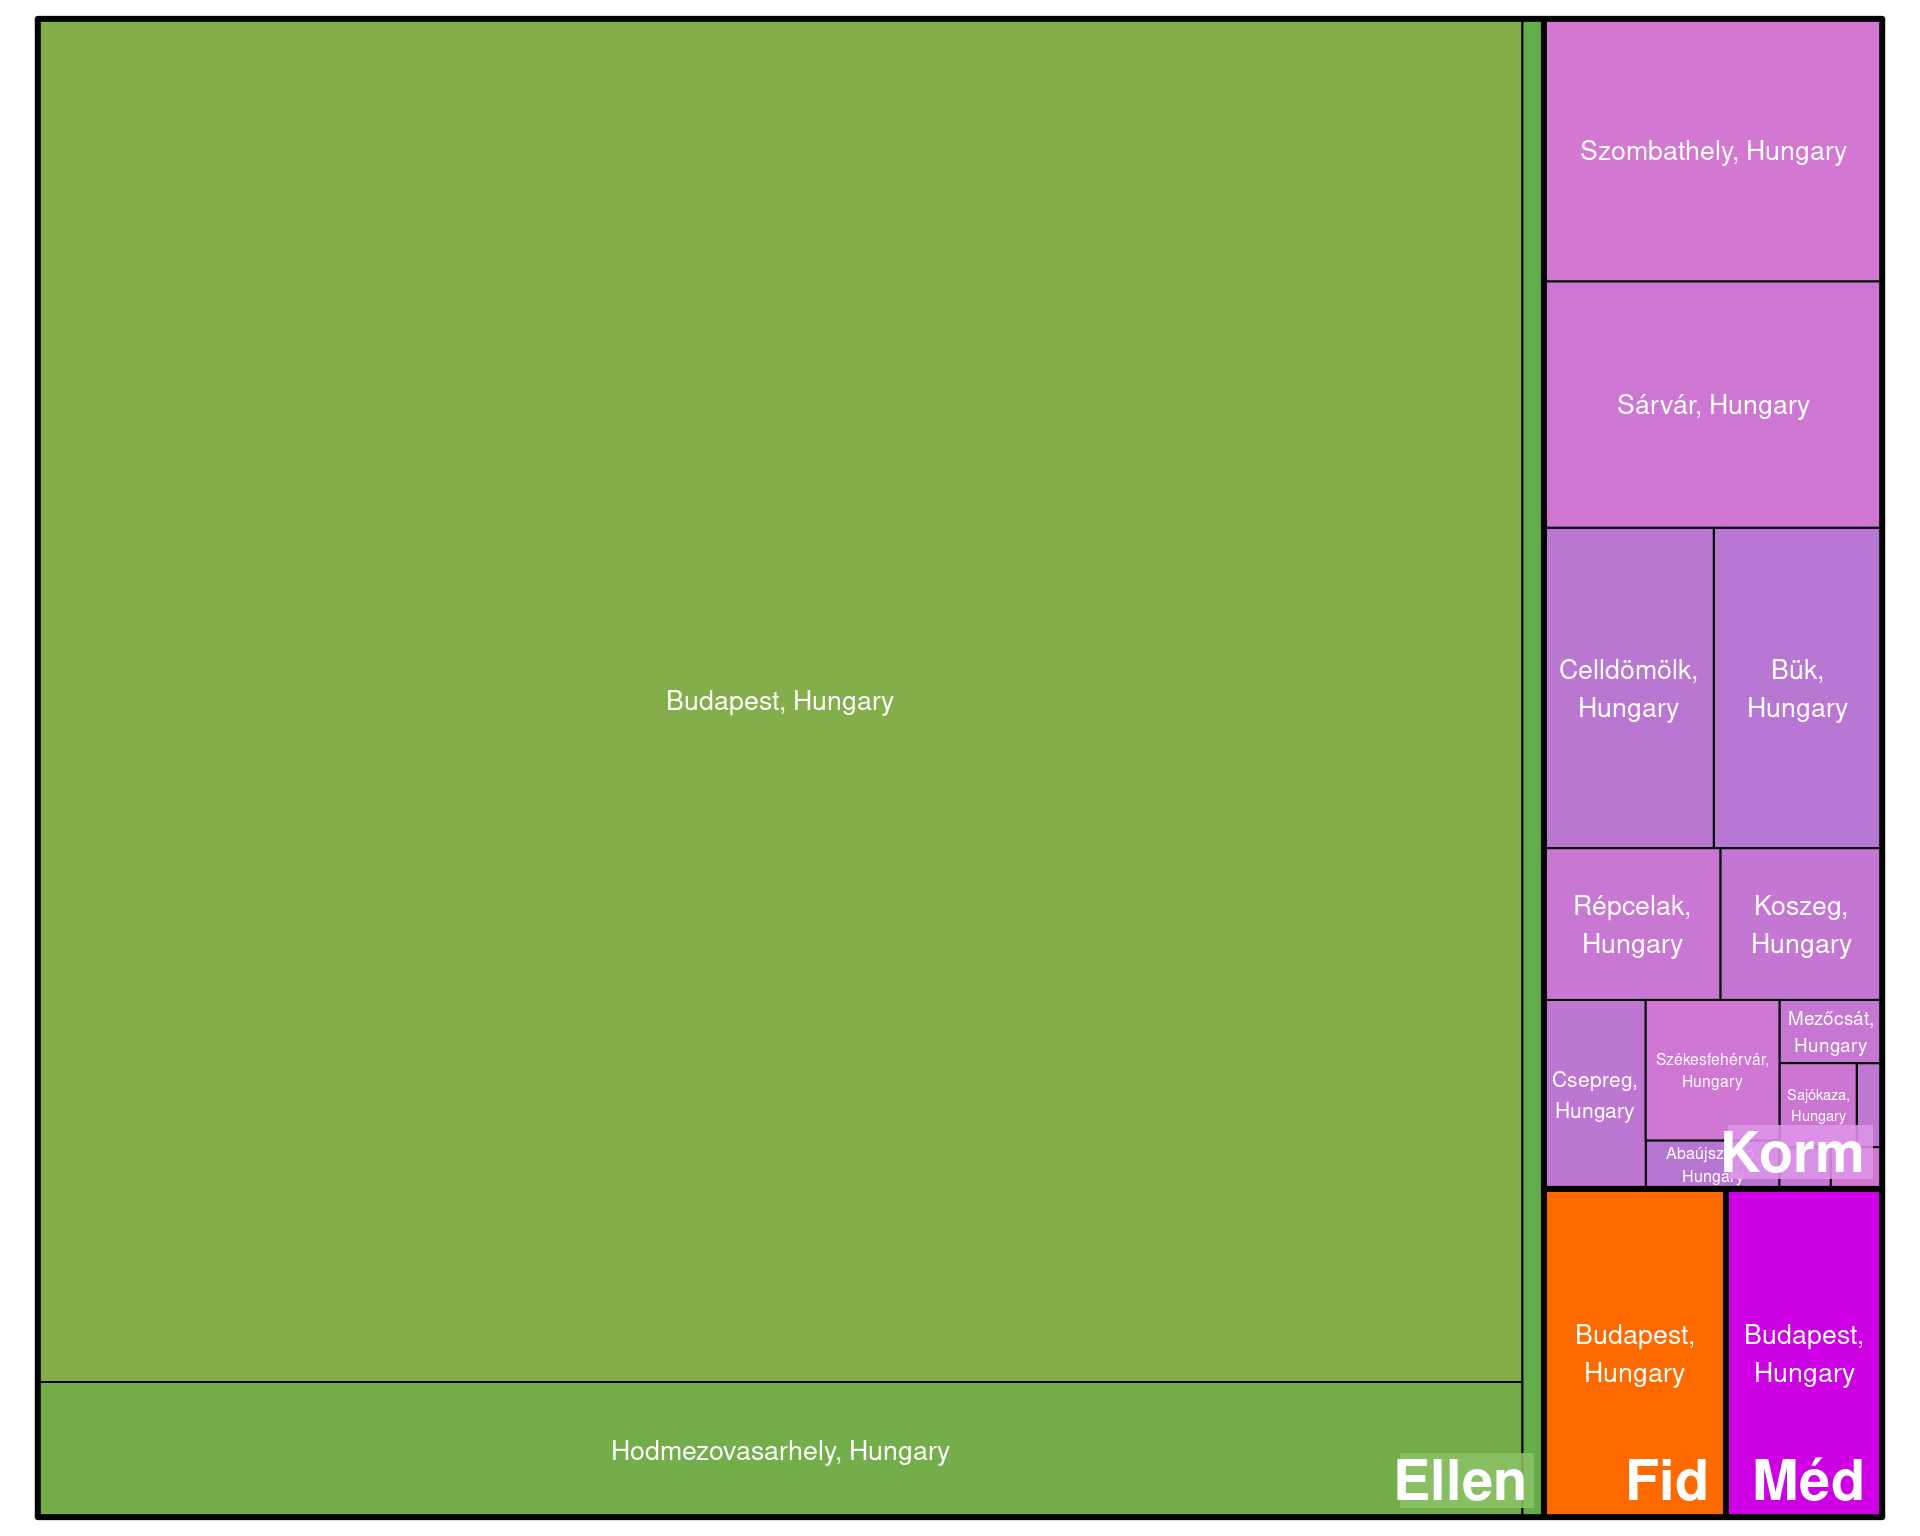 Szombathely, Hungary
Sárvár, Hungary
Celldömölk,
Hungary
Bük,
Hungary
Budapest, Hungary
Répcelak,
Hungary
Koszeg,
Hungary
Mezőcsát,
Hungary
Székesfehérvár,
Hungary
Csepreg,
Hungary
Sajókaza,
Hungary
Korm
Hungary
Budapest,
Hungary
Budapest,
Hungary
Hodmezovasarhely, Hungary
Ellen
Fid
Méd